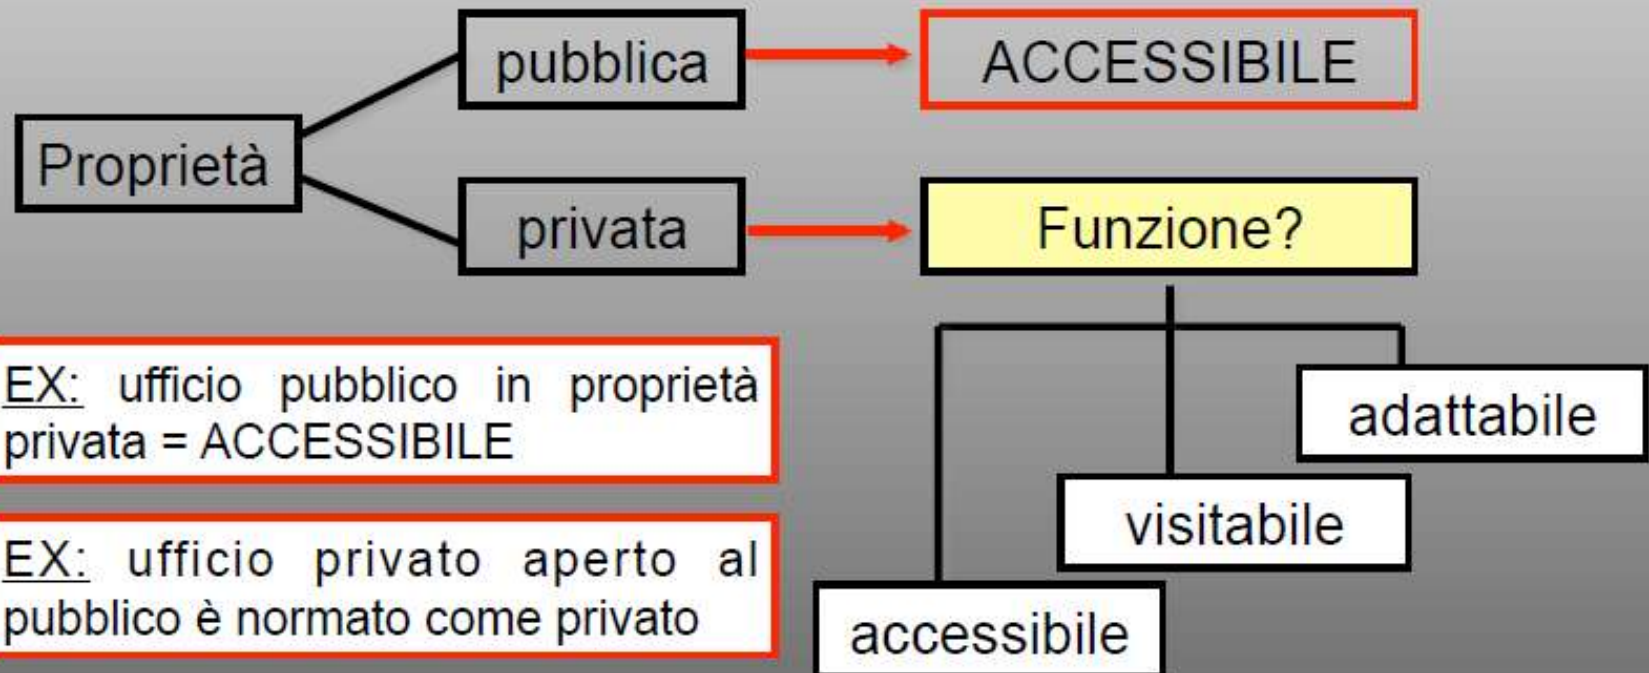 pubblica
ACCESSIBILE
Proprietà
privata
Funzione?
EX: ufficio pubblico in proprietà
privata = ACCESSIBILE
adattabile
visitabile
EX: ufficio privato aperto al
pubblico è normato come privato
accessibile